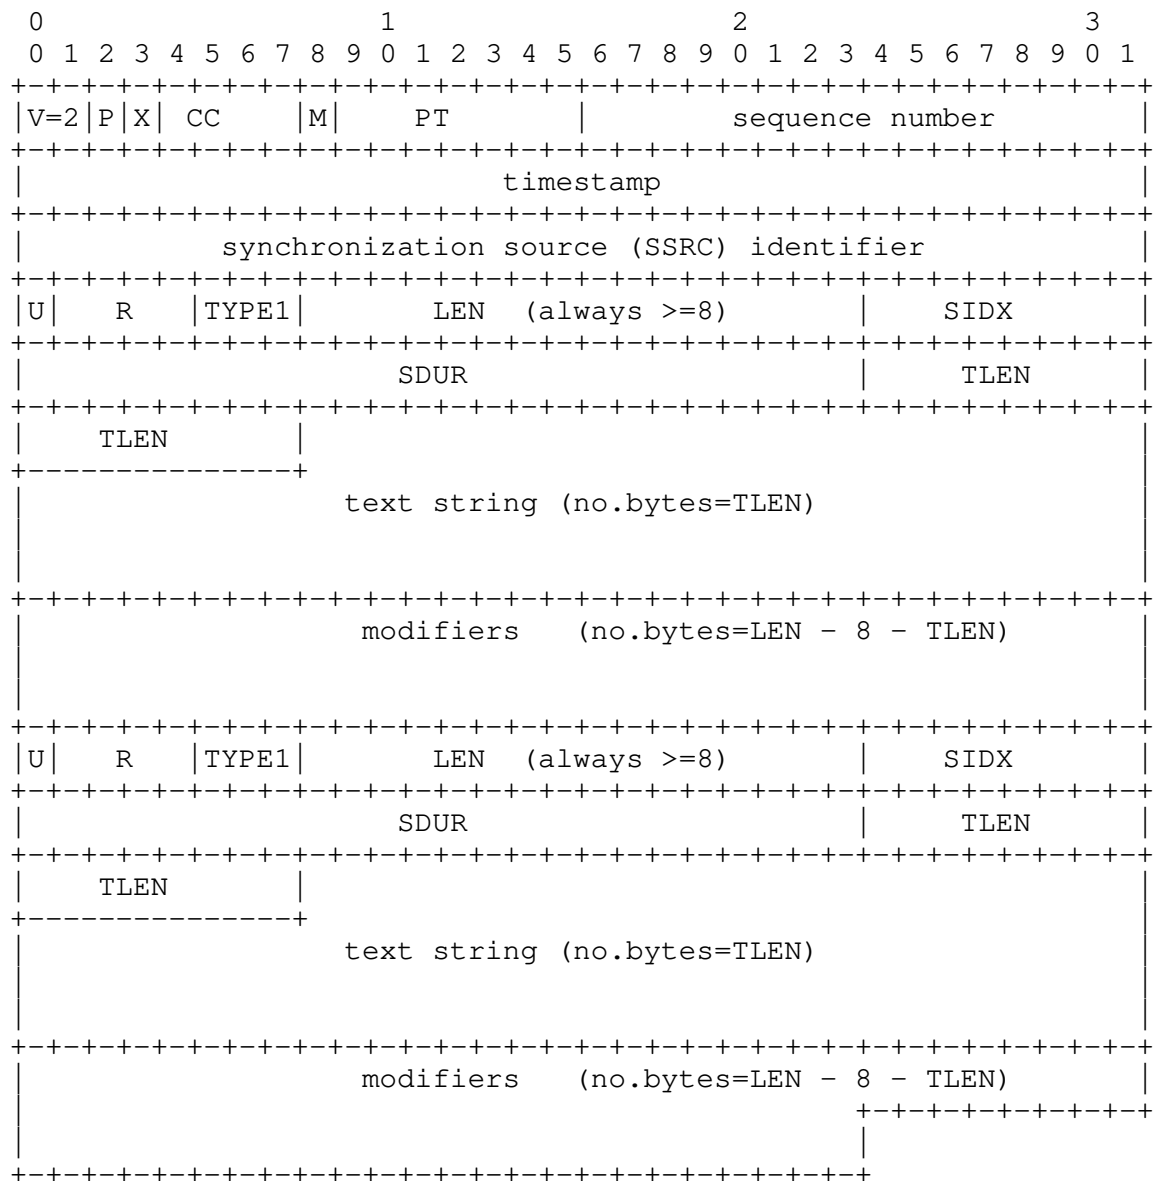 0                   1                   2                   3
 0 1 2 3 4 5 6 7 8 9 0 1 2 3 4 5 6 7 8 9 0 1 2 3 4 5 6 7 8 9 0 1
+-+-+-+-+-+-+-+-+-+-+-+-+-+-+-+-+-+-+-+-+-+-+-+-+-+-+-+-+-+-+-+-+
|V=2|P|X| CC    |M|    PT       |        sequence number        |
+-+-+-+-+-+-+-+-+-+-+-+-+-+-+-+-+-+-+-+-+-+-+-+-+-+-+-+-+-+-+-+-+
|                           timestamp                           |
+-+-+-+-+-+-+-+-+-+-+-+-+-+-+-+-+-+-+-+-+-+-+-+-+-+-+-+-+-+-+-+-+
|           synchronization source (SSRC) identifier            |
+-+-+-+-+-+-+-+-+-+-+-+-+-+-+-+-+-+-+-+-+-+-+-+-+-+-+-+-+-+-+-+-+
|U|   R   |TYPE1|       LEN  (always >=8)       |    SIDX       |
+-+-+-+-+-+-+-+-+-+-+-+-+-+-+-+-+-+-+-+-+-+-+-+-+-+-+-+-+-+-+-+-+
|                     SDUR                      |     TLEN      |
+-+-+-+-+-+-+-+-+-+-+-+-+-+-+-+-+-+-+-+-+-+-+-+-+-+-+-+-+-+-+-+-+
|    TLEN       |                                               |
+---------------+                                               |
|                  text string (no.bytes=TLEN)                  |
|                                                               |
|                                                               |
+-+-+-+-+-+-+-+-+-+-+-+-+-+-+-+-+-+-+-+-+-+-+-+-+-+-+-+-+-+-+-+-+
|                   modifiers   (no.bytes=LEN - 8 - TLEN)       |
|                                                               |
|                                                               |
+-+-+-+-+-+-+-+-+-+-+-+-+-+-+-+-+-+-+-+-+-+-+-+-+-+-+-+-+-+-+-+-+
|U|   R   |TYPE1|       LEN  (always >=8)       |    SIDX       |
+-+-+-+-+-+-+-+-+-+-+-+-+-+-+-+-+-+-+-+-+-+-+-+-+-+-+-+-+-+-+-+-+
|                     SDUR                      |     TLEN      |
+-+-+-+-+-+-+-+-+-+-+-+-+-+-+-+-+-+-+-+-+-+-+-+-+-+-+-+-+-+-+-+-+
|    TLEN       |                                               |
+---------------+                                               |
|                  text string (no.bytes=TLEN)                  |
|                                                               |
|                                                               |
+-+-+-+-+-+-+-+-+-+-+-+-+-+-+-+-+-+-+-+-+-+-+-+-+-+-+-+-+-+-+-+-+
|                   modifiers   (no.bytes=LEN - 8 - TLEN)       |
|                                               +-+-+-+-+-+-+-+-+
|                                               |
+-+-+-+-+-+-+-+-+-+-+-+-+-+-+-+-+-+-+-+-+-+-+-+-+